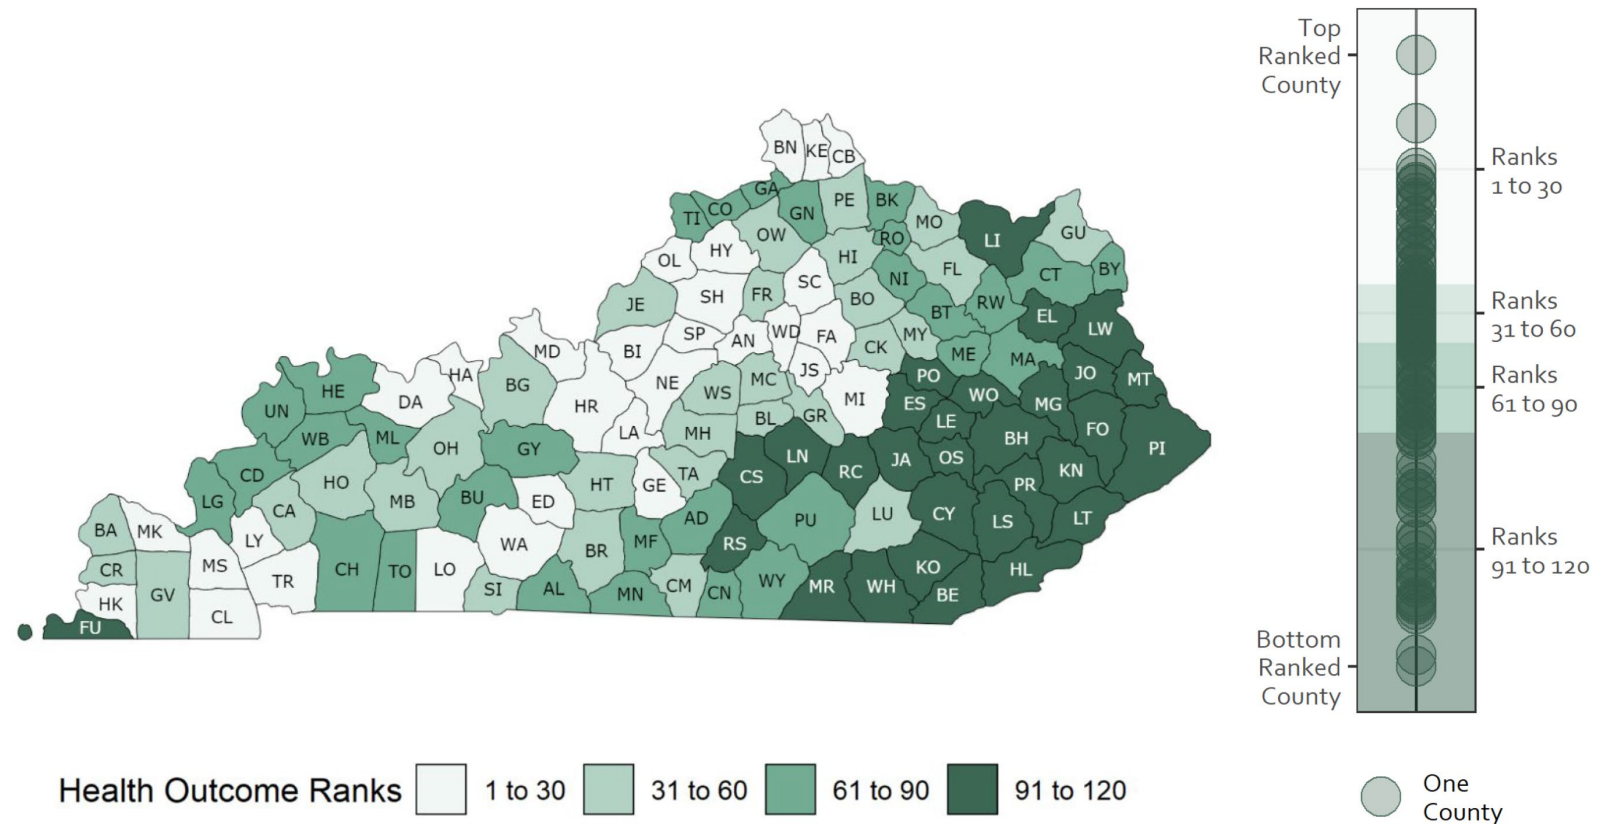 BN KE CB
GA
TI CO GN PE BK MO
OW RO LI GU
OL HY HI
SC NI FL CT BY
JE SH FR BO RW
BT EL LW
SP AN WD FA MY
MD BI CK ME MA
HA NE JS PO JO MT
HE DA BG WS MC MI ES WO MG
UN HR BL GR LE
WB ML LA MH BH FO PI
OH GY LN JA OS
CD TA CS RC KN
HO HT GE PR
LG CA MB BU ED LU CY LS LT
BA MK AD PU
LY WA BR MF RS
CR MS CH TO LO KO HL
GV TR SI AL MN CM CN WY MR WH BE
HK CL
FU
Top
Ranked
County
Ranks
1 to 30
Ranks
31 to 60
Ranks
61 to 90
Ranks
91 to 120
Bottom
Ranked
County
Health Outcome Ranks 1 to 30 31 to 60 61 to 90 91 to 120
One
County